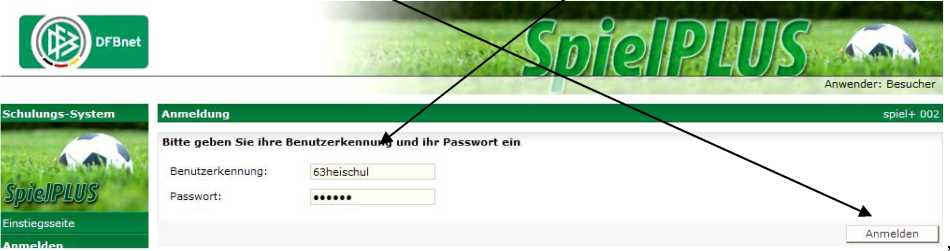 DFBnet
SpielPLUS
Anwender: Besucher
Schulungs-System
Anmeldung
spiel+ 002
Bitte geben Sie ihre Benutzerkennung und ihr Passwort ein
Benutzerkennung:
63heischul
Passwort:
••••••
SpielPLUS
Einstiegsseite
Anmelden
Anmelden